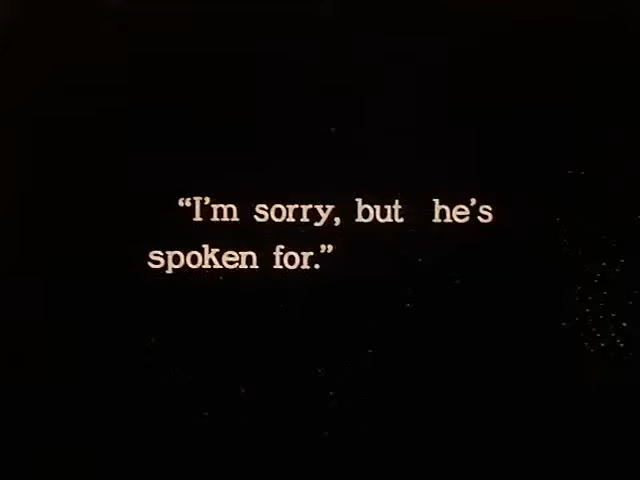 “I'm sorry, but he's
spoken for.”